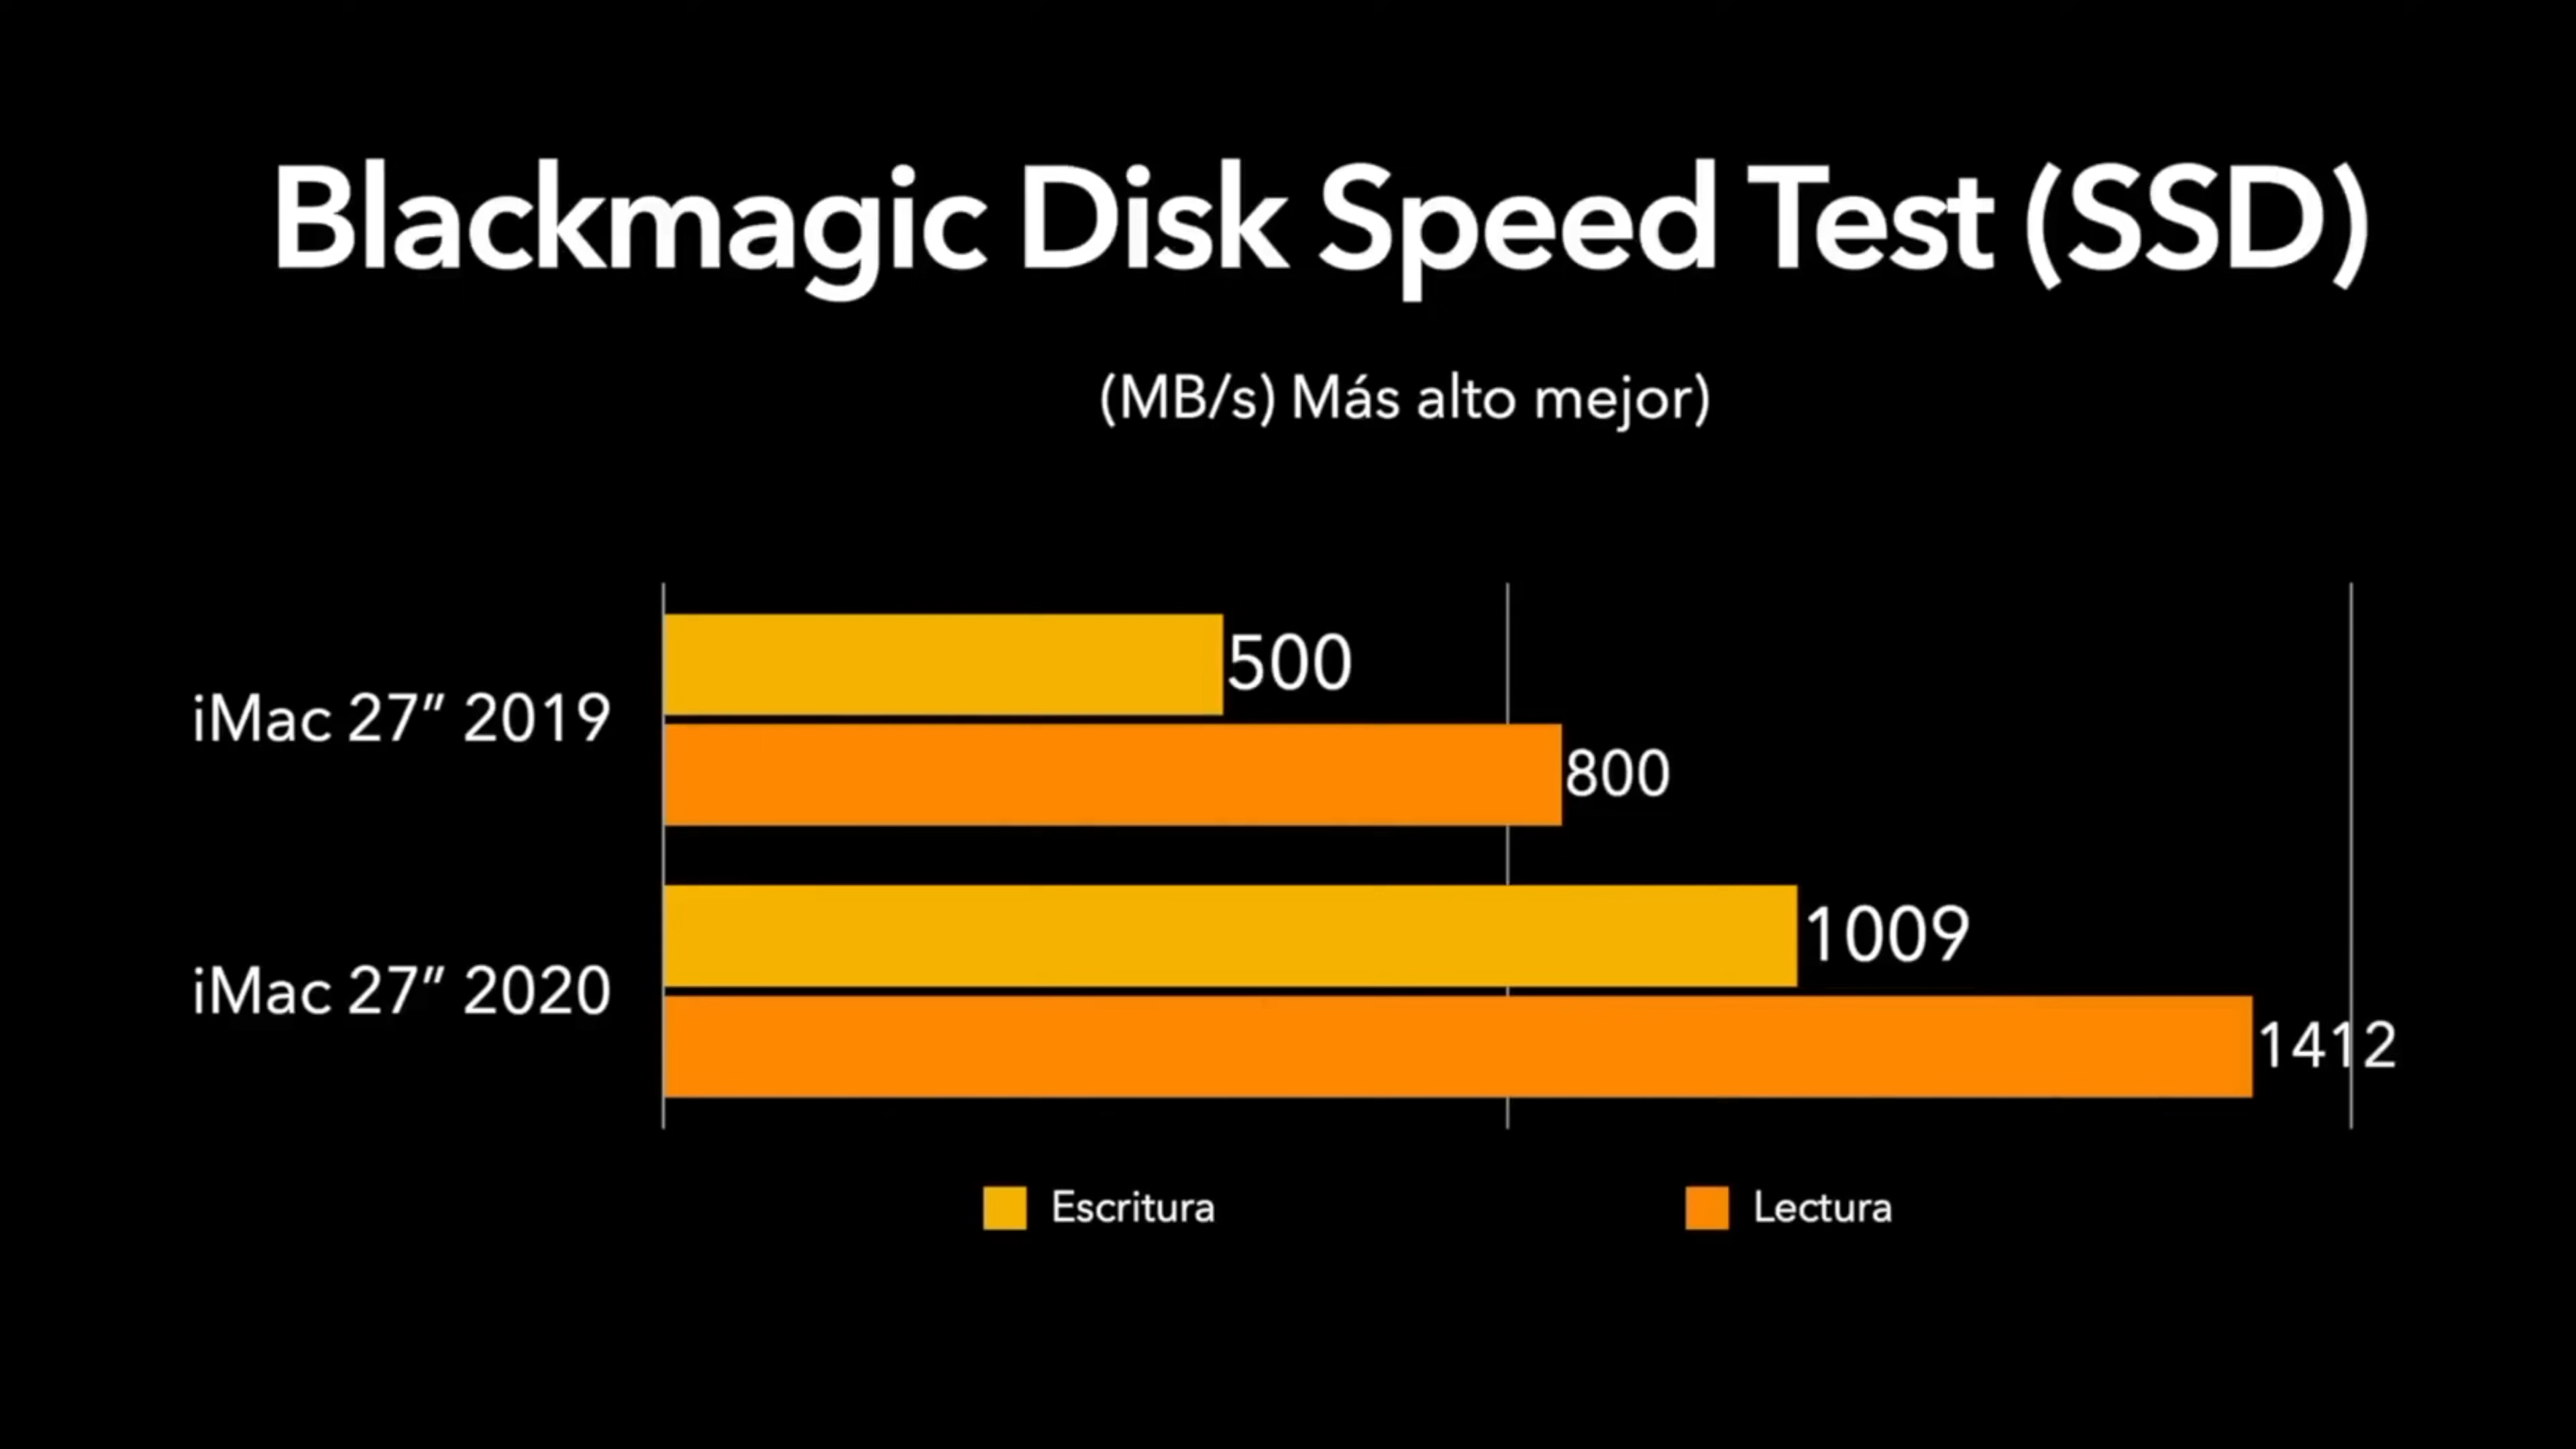 Blackmagic Disk Speed Test (SSD)
(MB/s) Más alto mejor)
iMac 27” 2019
500
800
iMac 27” 2020
1009
1412
Escritura
Lectura